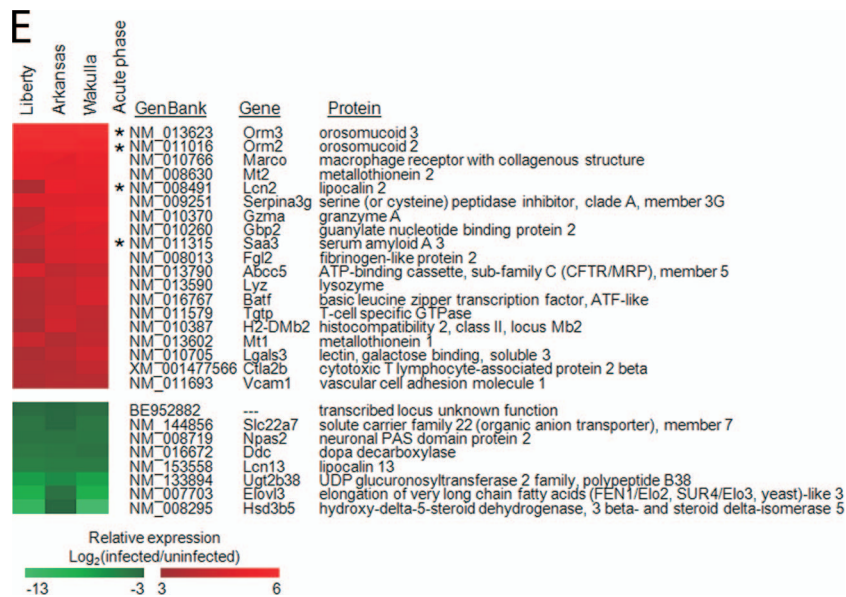 E
Liberty Arkansas Wakulla Acute phase
GenBank Gene Protein
* NM_013623 Orm3 orosomucoid 3
* NM_011016 Orm2 orosomucoid 2
NM_010766 Marco macrophage receptor with collagenous structure
NM_008630 Mt2 metallothionein 2
* NM_008491 Lcn2 lipocalin 2
NM_009251 Serpina3g serine (or cysteine) peptidase inhibitor, clade A, member 3G
NM_010370 Gzma granzyme A
NM_010260 Gbp2 guanylate nucleotide binding protein 2
* NM_011315 Saa3 serum amyloid A 3
NM_008013 Fgl2 fibrinogen-like protein 2
NM_013790 Abcc5 ATP-binding cassette, sub-family C (CFTR/MRP), member 5
NM_013590 Lyz lysozyme
NM_016767 Batf basic leucine zipper transcription factor, ATF-like
NM_011579 Tgtp T-cell specific GTPase
NM_010387 H2-DMb2 histocompatibility 2, class II, locus Mb2
NM_013602 Mt1 metallothionein 1
NM_010705 Lgals3 lectin, galactose binding, soluble 3
XM_001477566 Ctla2b cytotoxic T lymphocyte-associated protein 2 beta
NM_011693 Vcam1 vascular cell adhesion molecule 1
BE952882 --- transcribed locus unknown function
NM_144856 Slc22a7 solute carrier family 22 (organic anion transporter), member 7
NM_008719 Npas2 neuronal PAS domain protein 2
NM_016672 Ddc dopa decarboxylase
NM_153558 Lcn13 lipocalin 13
NM_133894 Ugt2b38 UDP glucuronosyltransferase 2 family, polypeptide B38
NM_007703 Elovl3 elongation of very long chain fatty acids (FEN1/Elo2, SUR4/Elo3, yeast)-like 3
NM_008295 Hsd3b5 hydroxy-delta-5-steroid dehydrogenase, 3 beta- and steroid delta-isomerase 5
Relative expression
Log2(infected/uninfected)
-13 -3 3 6